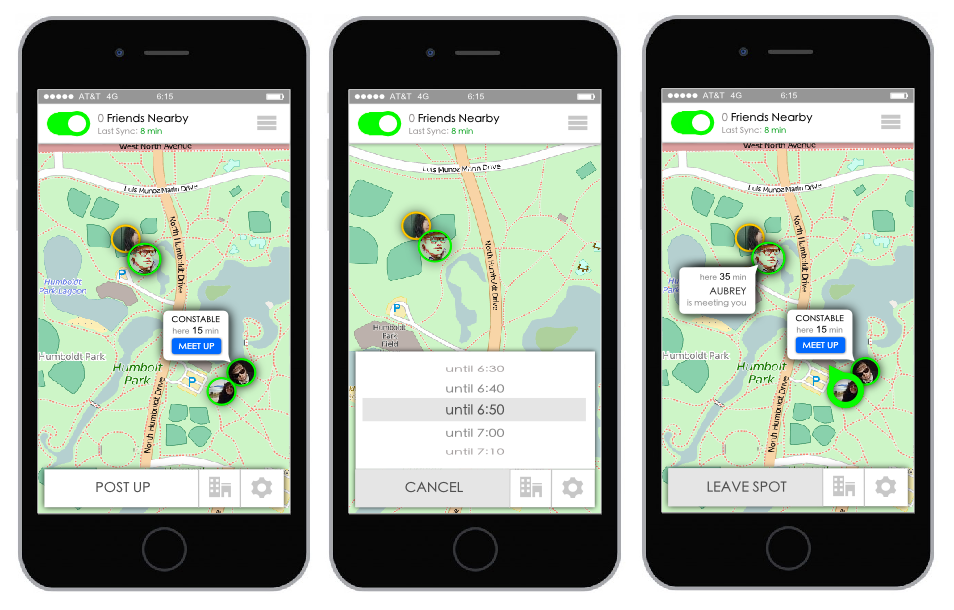 AT&T 4G 6:15
0 Friends Nearby
Last Sync: 8 min
West North Avenue
Luis Munoz Marin Drive
North Humboldt Drive
P
Humboldt
Park Lagoon
CONSTABLE
here 15 min
MEET UP
Humboldt Park
Humbolt
Park
P
North Humboldt Drive
POST UP
AT&T 4G 6:15
0 Friends Nearby
Last Sync: 8 min
Luis Munoz Marin Drive
North Humboldt Drive
P
Humboldt
Park
Field
until 6:30
until 6:40
until 6:50
until 7:00
until 7:10
CANCEL
AT&T 4G 6:15
0 Friends Nearby
Last Sync: 8 min
West North Avenue
Luis Munoz Marin Drive
North Humboldt Drive
here 35 min
AUBREY
is meeting you
CONSTABLE
here 15 min
MEET UP
Humboldt Park
Humbolt
Park
P
North Humboldt Drive
LEAVE SPOT